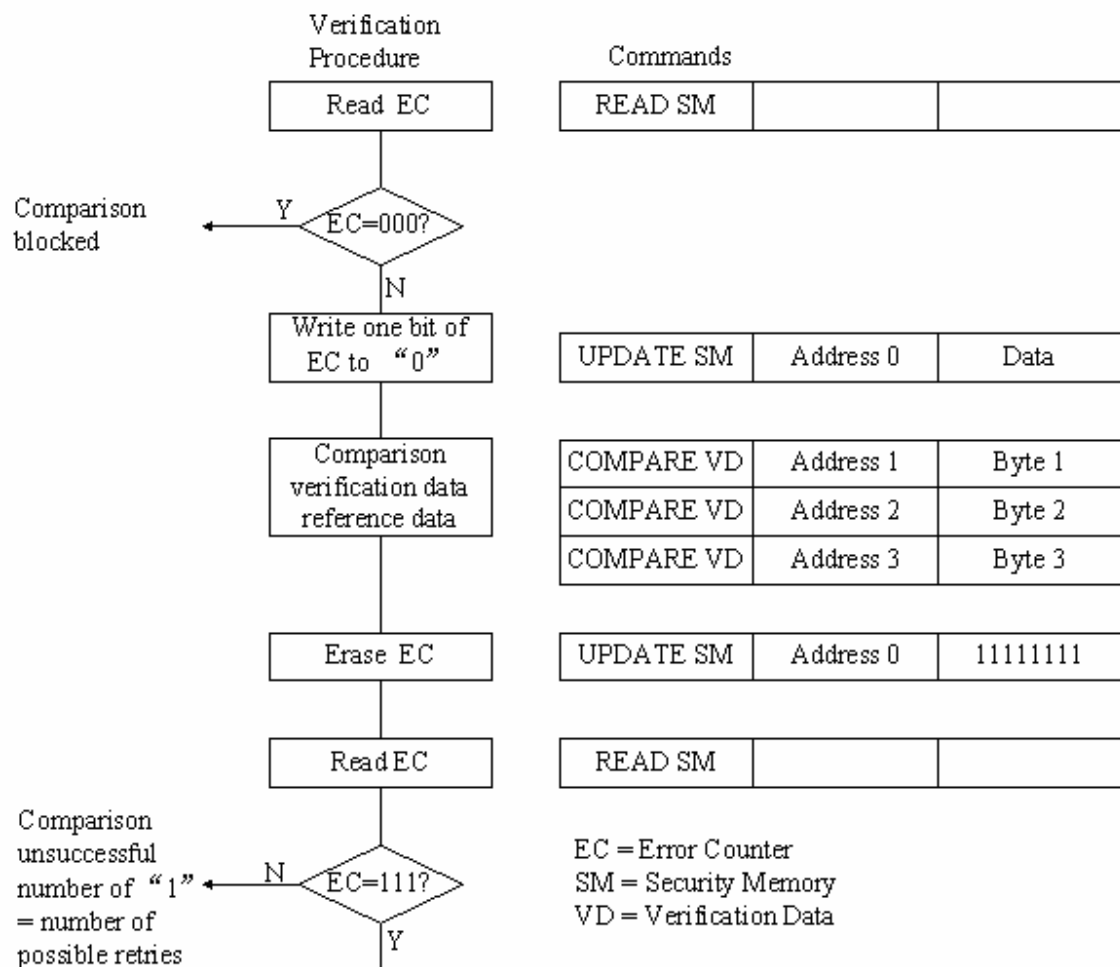 Verification
Procedure
Commands
Read EC
READ SM
Comparison
blocked
Y
EC=000?
N
Write one bit of
EC to “0”
UPDATE SM
Address 0
Data
Comparison
verification data
reference data
COMPARE VD
Address 1
Byte 1
COMPARE VD
Address 2
Byte 2
COMPARE VD
Address 3
Byte 3
Erase EC
UPDATE SM
Address 0
11111111
Read EC
READ SM
Comparison
unsuccessful
number of “1”
= number of
possible retries
N
EC=111?
Y
EC = Error Counter
SM = Security Memory
VD = Verification Data